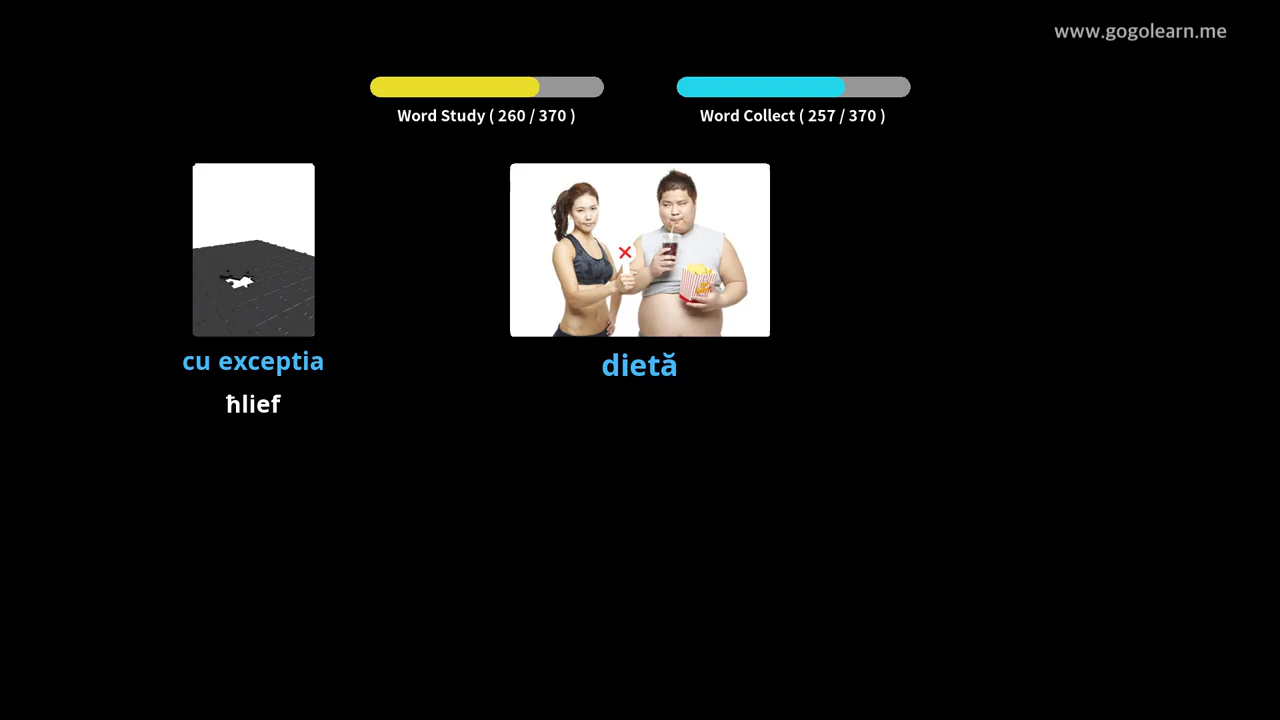 www.gogolearn.me
Word Study ( 260 / 370 )
Word Collect ( 257 / 370 )
cu exceptia
ħlief
dietă